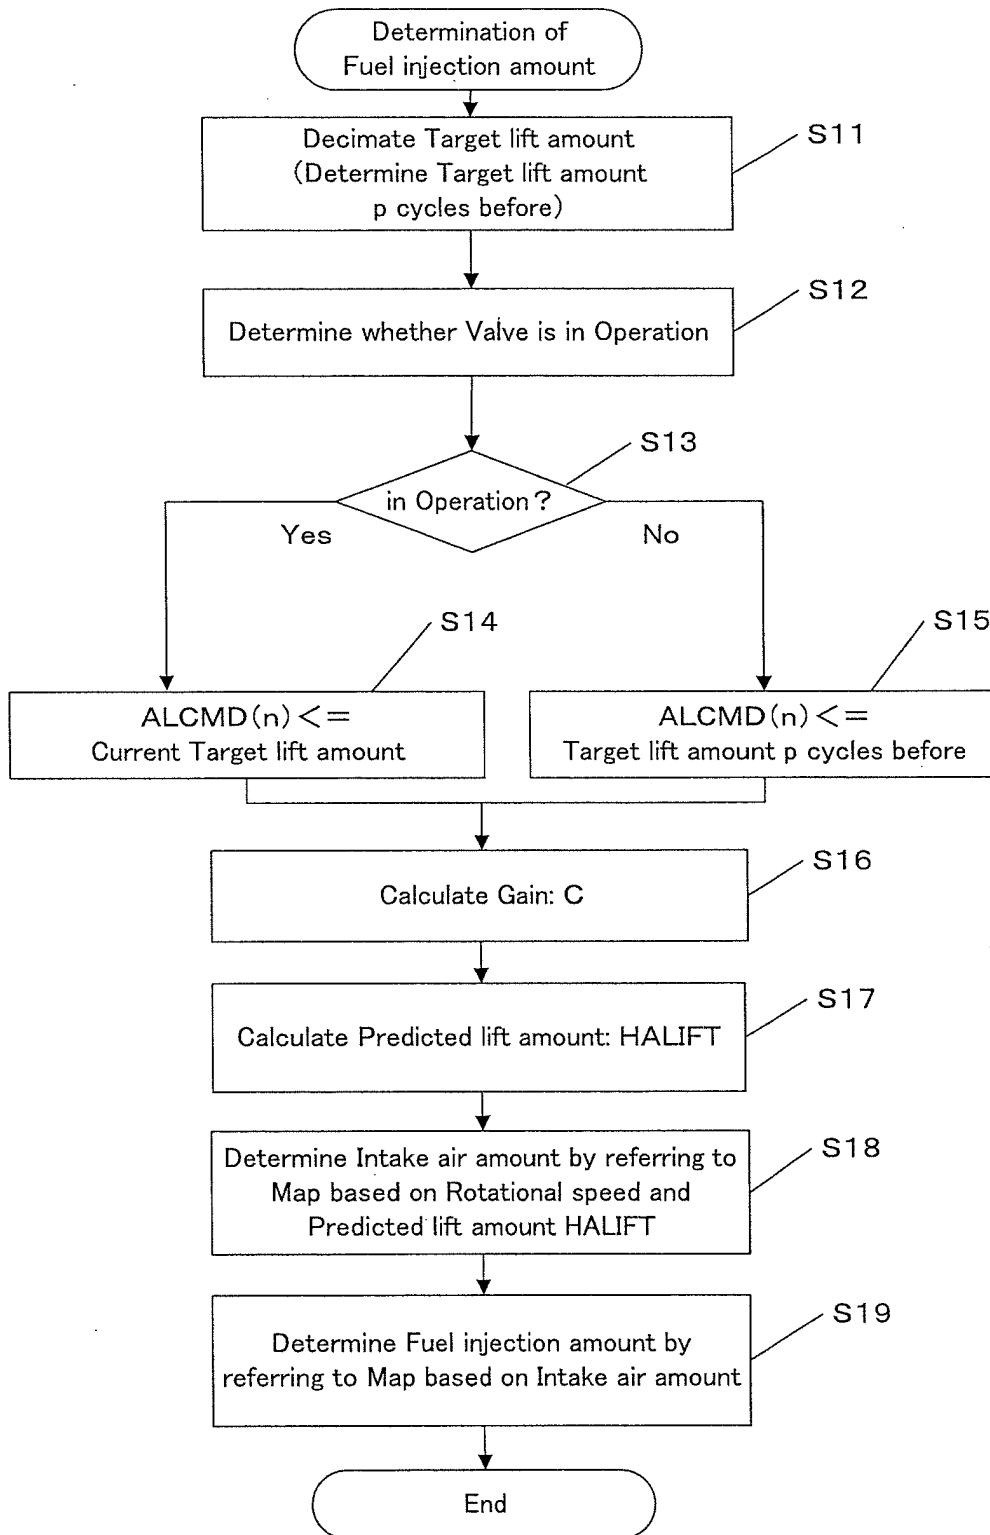 Determination of
Fuel injection amount
Decimate Target lift amount
(Determine Target lift amount
p cycles before)
S11
Determine whether Valve is in Operation
S12
in Operation?
S13
Yes
No
ALCMD(n)<=
Current Target lift amount
S14
ALCMD(n)<=
Target lift amount p cycles before
S15
Calculate Gain: C
S16
Calculate Predicted lift amount: HALIFT
S17
Determine Intake air amount by referring to
Map based on Rotational speed and
Predicted lift amount HALIFT
S18
Determine Fuel injection amount by
referring to Map based on Intake air amount
S19
End